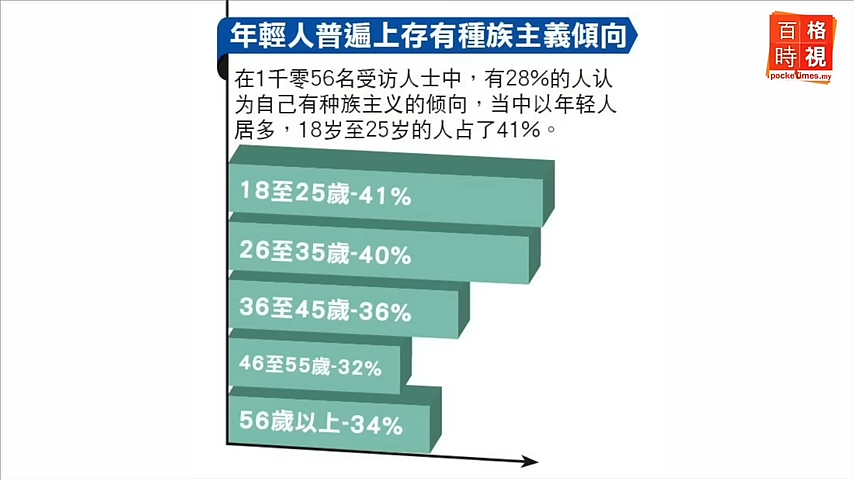 年輕人普遍上存有種族主義傾向
百格
時視
pocketimes.my
在1千零56名受访人士中，有28%的人认
为自己有种族主义的倾向，当中以年轻人
居多，18岁至25岁的人占了41%。
18至25歲-41%
26至35歲-40%
36至45歲-36%
46至55歲-32%
56歲以上-34%